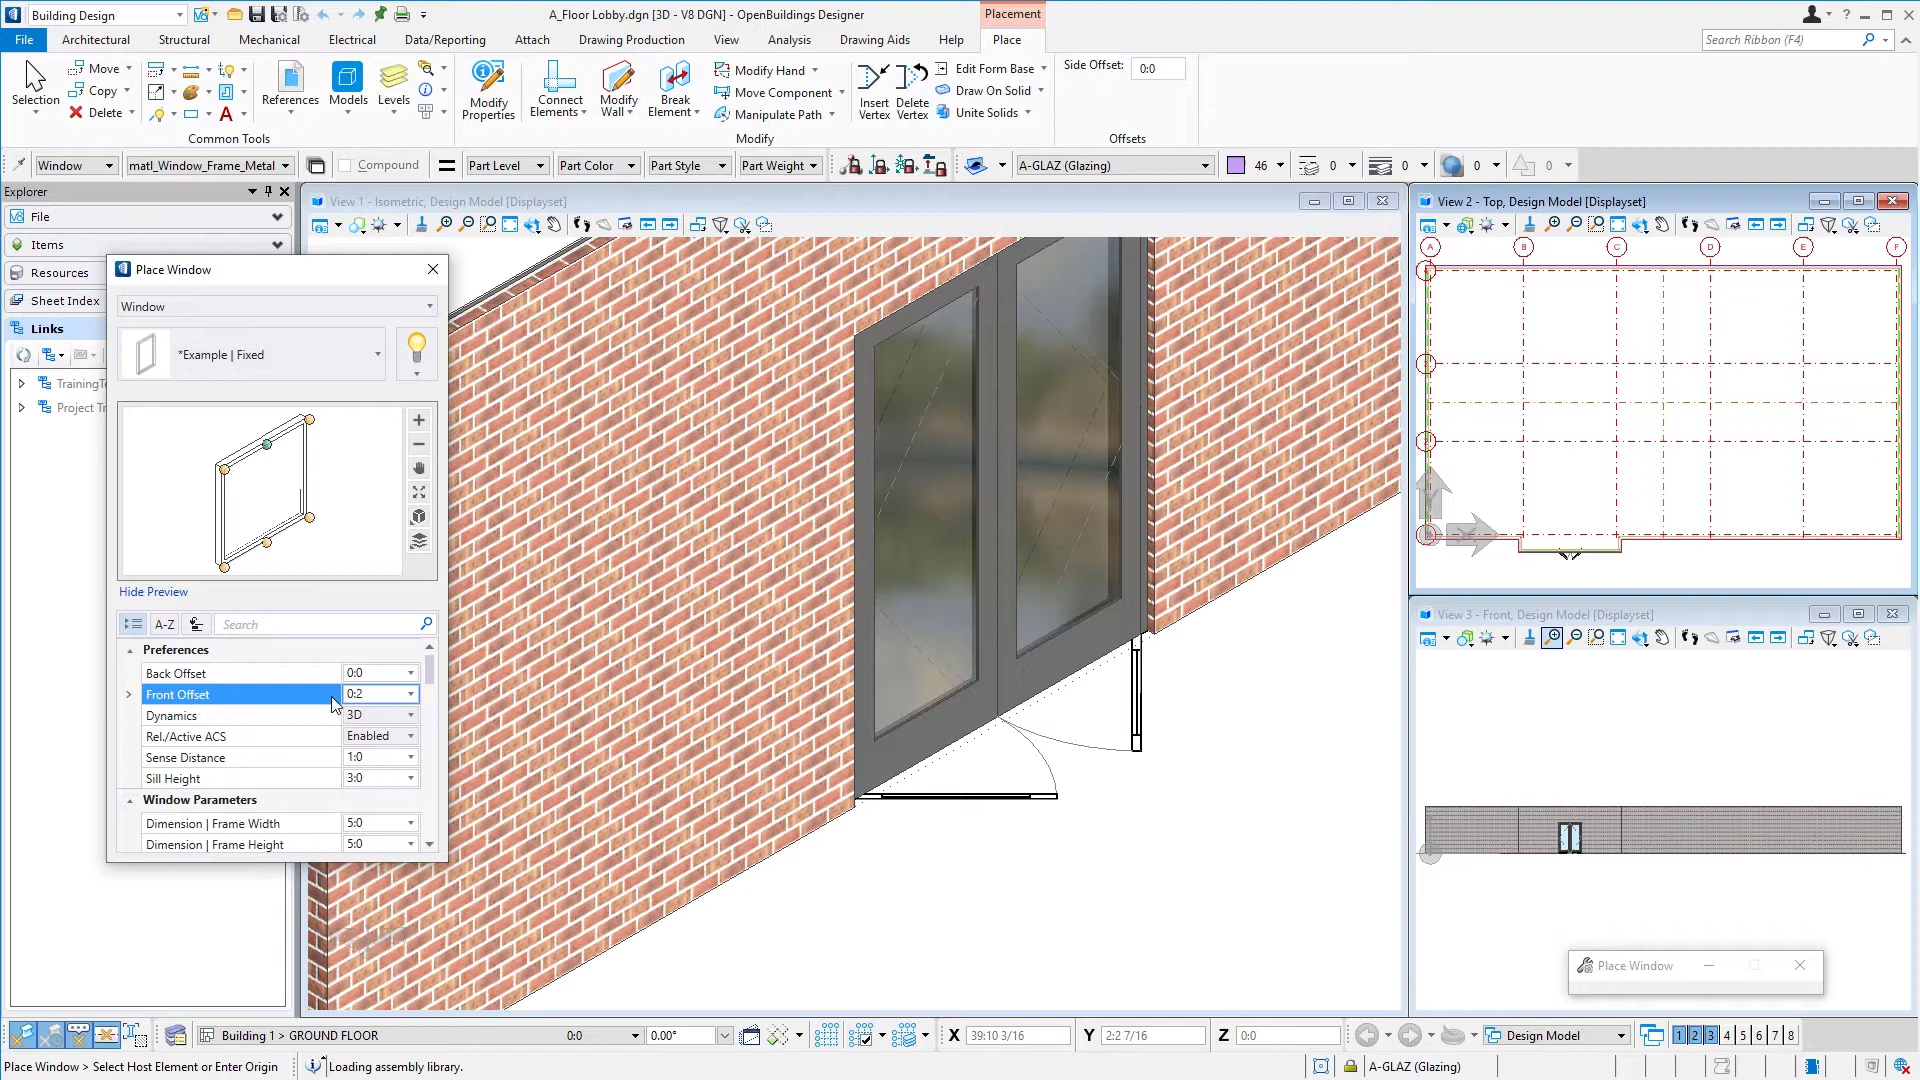 Building Design
A_Floor Lobby.dgn [3D - V8 DGN] - OpenBuildings Designer
Placement
File
Architectural
Structural
Mechanical
Electrical
Data/Reporting
Attach
Drawing Production
View
Analysis
Drawing Aids
Help
Place
Search Ribbon (F4)
Selection
Move
Copy
Delete
References
Models
Levels
Common Tools
Modify
Properties
Connect
Elements
Modify
Wall
Break
Element
Modify Hand
Modify Component
Manipulate Path
Insert
Vertex
Delete
Vertex
Edit Form Base
Draw On Solid
Unite Solids
Modify
Side Offset:
0:0
Offsets
Window
matl_Window_Frame_Metal
Compound
Part Level
Part Color
Part Style
Part Weight
A-GLAZ (Glazing)
46
0
0
0
0
Explorer
File
Items
Resources
Sheet Index
Links
Project Tr
View 1 - Isometric, Design Model [Displayset]
View 2 - Top, Design Model [Displayset]
A
B
C
D
E
F
View 3 - Front, Design Model [Displayset]
Place Window
Window
*Example | Fixed
Hide Preview
A-Z
Search
Preferences
Back Offset
0:0
Front Offset
0:2
Dynamics
3D
Rel./Active ACS
Enabled
Sense Distance
1:0
Sill Height
3:0
Window Parameters
Dimension | Frame Width
5:0
Dimension | Frame Height
5:0
Place Window
Building 1 > GROUND FLOOR
0:0
0.00°
X
39:10 3/16
Y
2:2 7/16
Z
0:0
Design Model
1 2 3 4 5 6 7 8
Place Window > Select Host Element or Enter Origin
Loading assembly library.
A-GLAZ (Glazing)